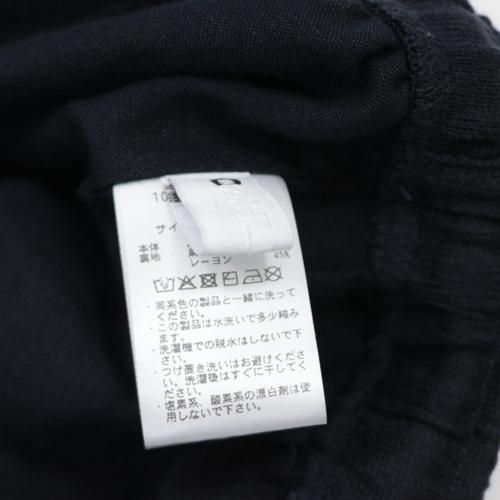 10
サイ
本体
裏地 レーヨン 45%
・同系色の製品と一緒に洗って
ください。
・この製品は水洗いで多少縮み
ます。
・洗濯機での脱水はしないで下
さい。
・つけ置き洗いはお避けくださ
い。洗濯後はすぐに干してく
ださい。
・塩素系、酸素系の漂白剤は使
用しないで下さい。